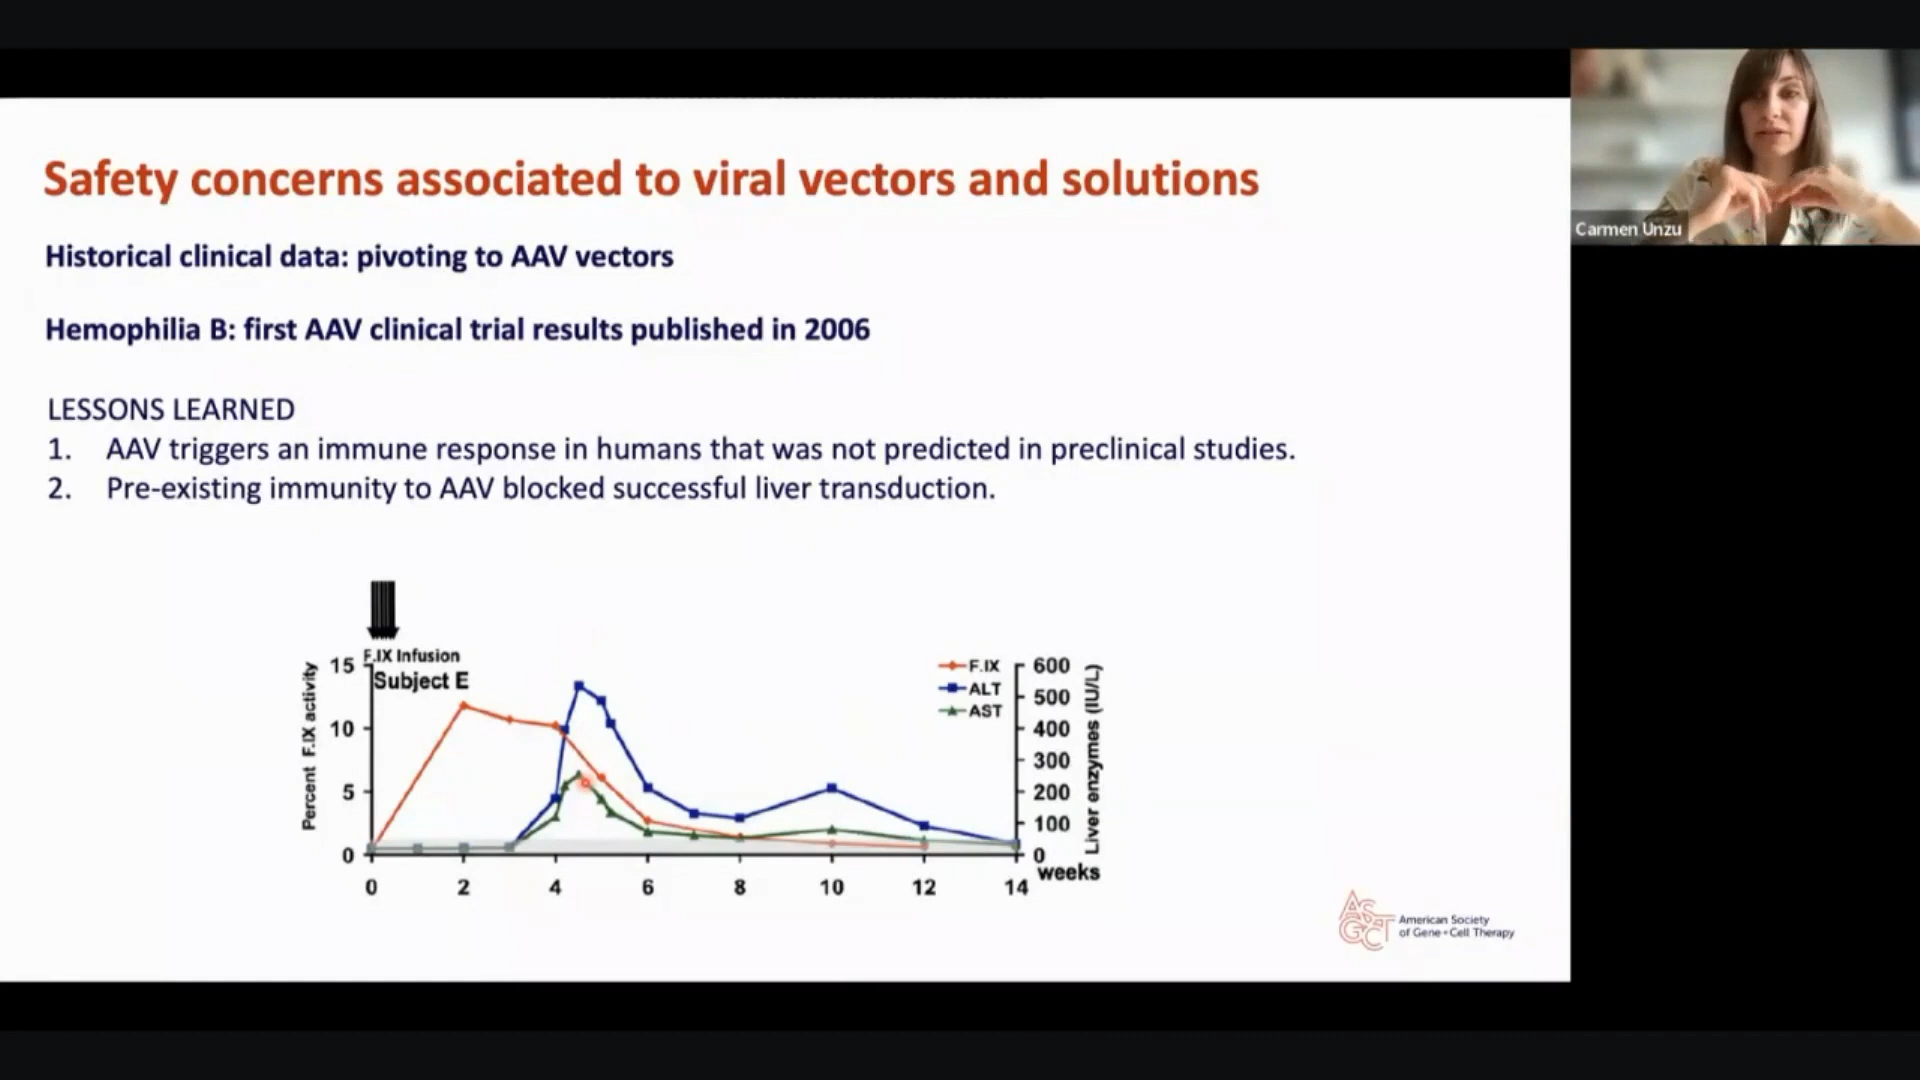 Safety concerns associated to viral vectors and solutions
Carmen Unzu
Historical clinical data: pivoting to AAV vectors
Hemophilia B: first AAV clinical trial results published in 2006
LESSONS LEARNED
1. AAV triggers an immune response in humans that was not predicted in preclinical studies.
2. Pre-existing immunity to AAV blocked successful liver transduction.
F.IX Infusion
Subject E
Percent F.IX activity
15
10
5
0
F.IX
ALT
AST
600
500
400
300
200
100
0
Liver enzymes (IU/L)
weeks
0 2 4 6 8 10 12 14
ASGCT
American Society
of Gene+Cell Therapy